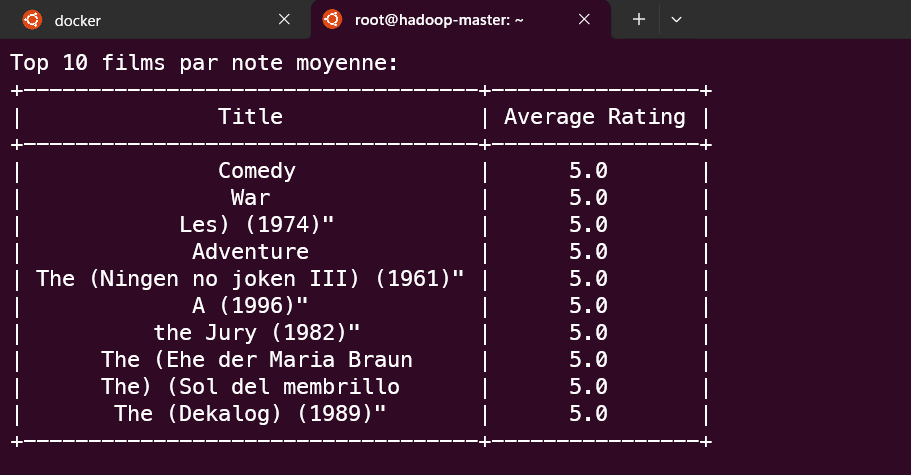 docker
root@hadoop-master: ~
Top 10 films par note moyenne:
Title | Average Rating
Comedy | 5.0
War | 5.0
Les) (1974)" | 5.0
Adventure | 5.0
The (Ningen no joken III) (1961)" | 5.0
A (1996)" | 5.0
the Jury (1982)" | 5.0
The (Ehe der Maria Braun | 5.0
The) (Sol del membrillo | 5.0
The (Dekalog) (1989)" | 5.0